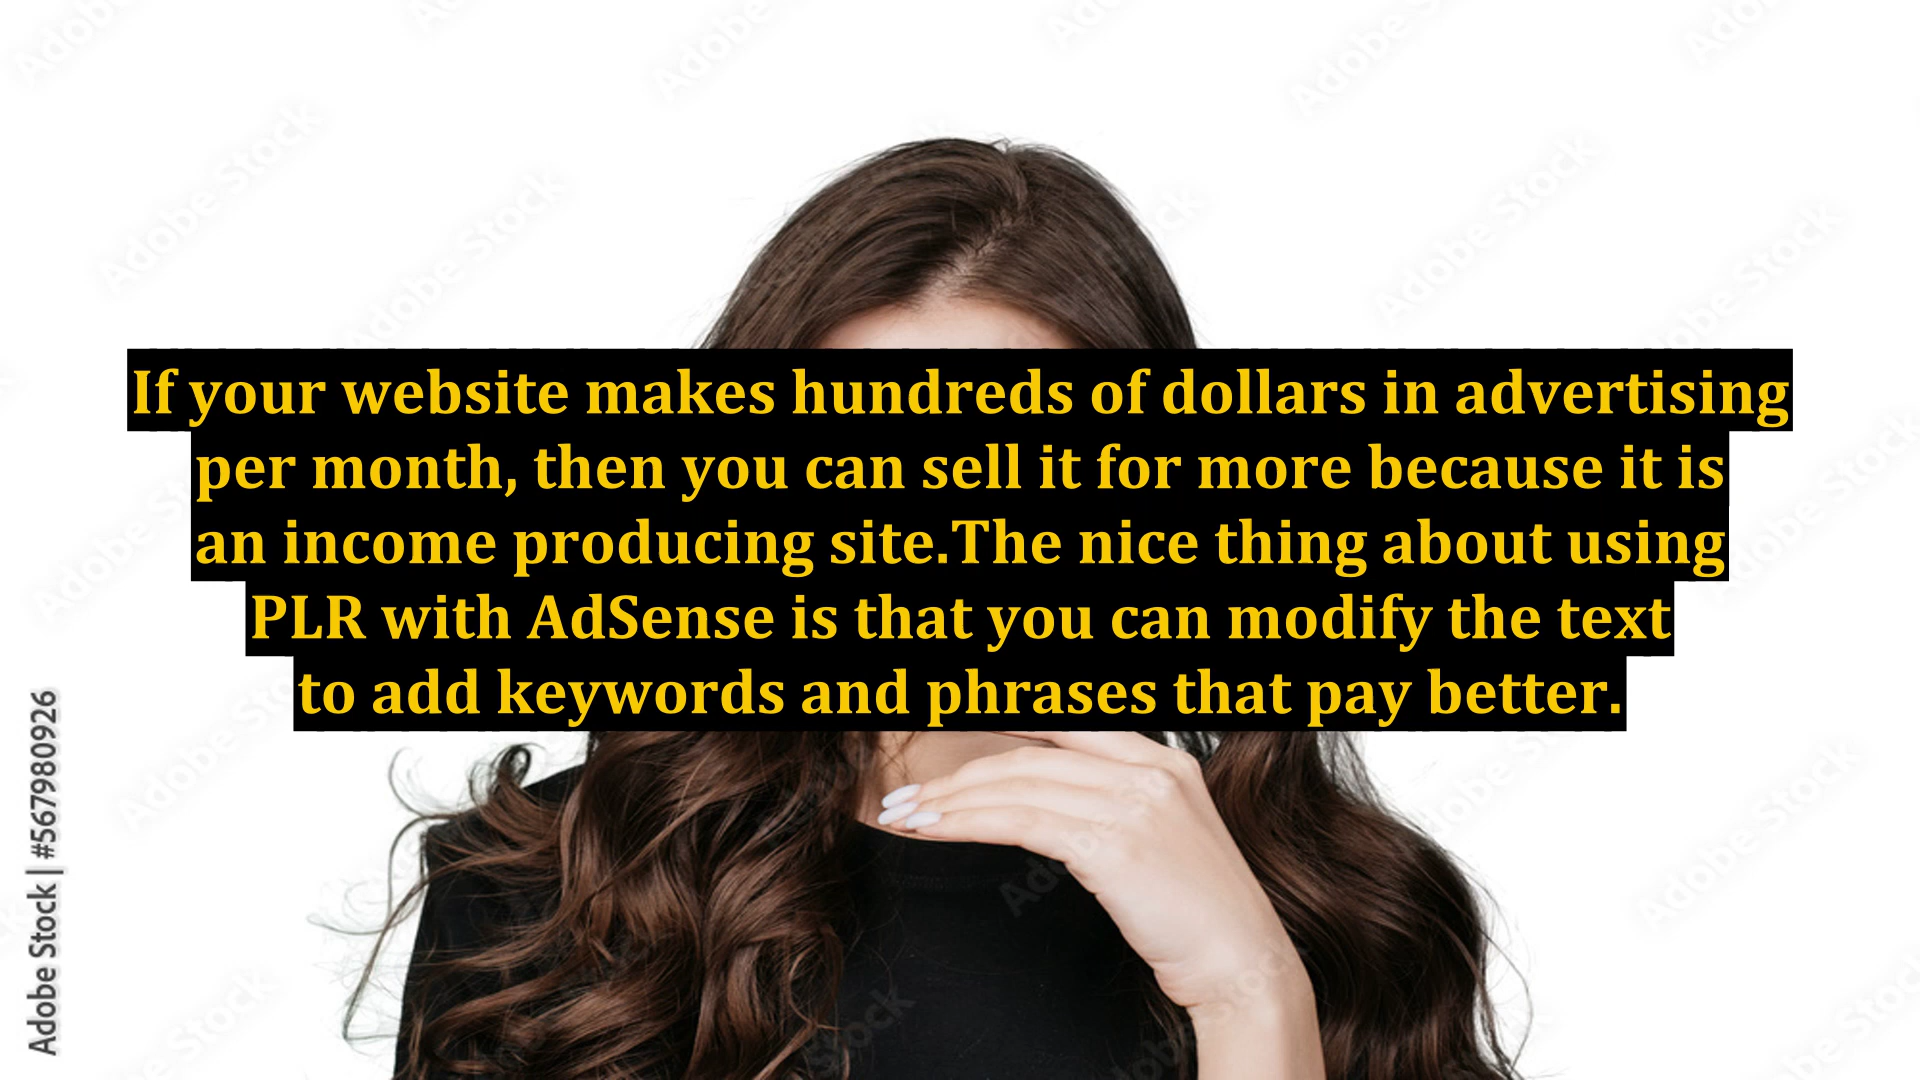 If your website makes hundreds of dollars in advertising
per month, then you can sell it for more because it is
an income producing site.The nice thing about using
PLR with AdSense is that you can modify the text
to add keywords and phrases that pay better.
Adobe Stock | #567980926